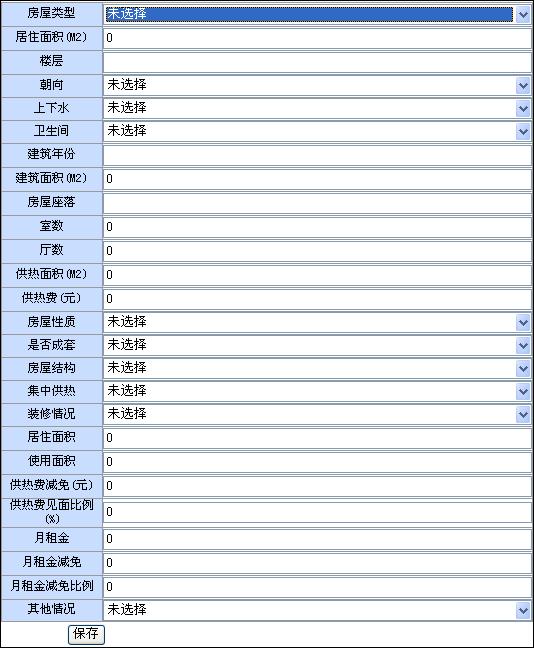 房屋类型 未选择
居住面积(M2) 0
楼层
朝向 未选择
上下水 未选择
卫生间 未选择
建筑年份
建筑面积(M2) 0
房屋座落
室数 0
厅数 0
供热面积(M2) 0
供热费(元) 0
房屋性质 未选择
是否成套 未选择
房屋结构 未选择
集中供热 未选择
装修情况 未选择
居住面积 0
使用面积 0
供热费减免(元) 0
供热费见面比例
(%) 0
月租金 0
月租金减免 0
月租金减免比例 0
其他情况 未选择
保存